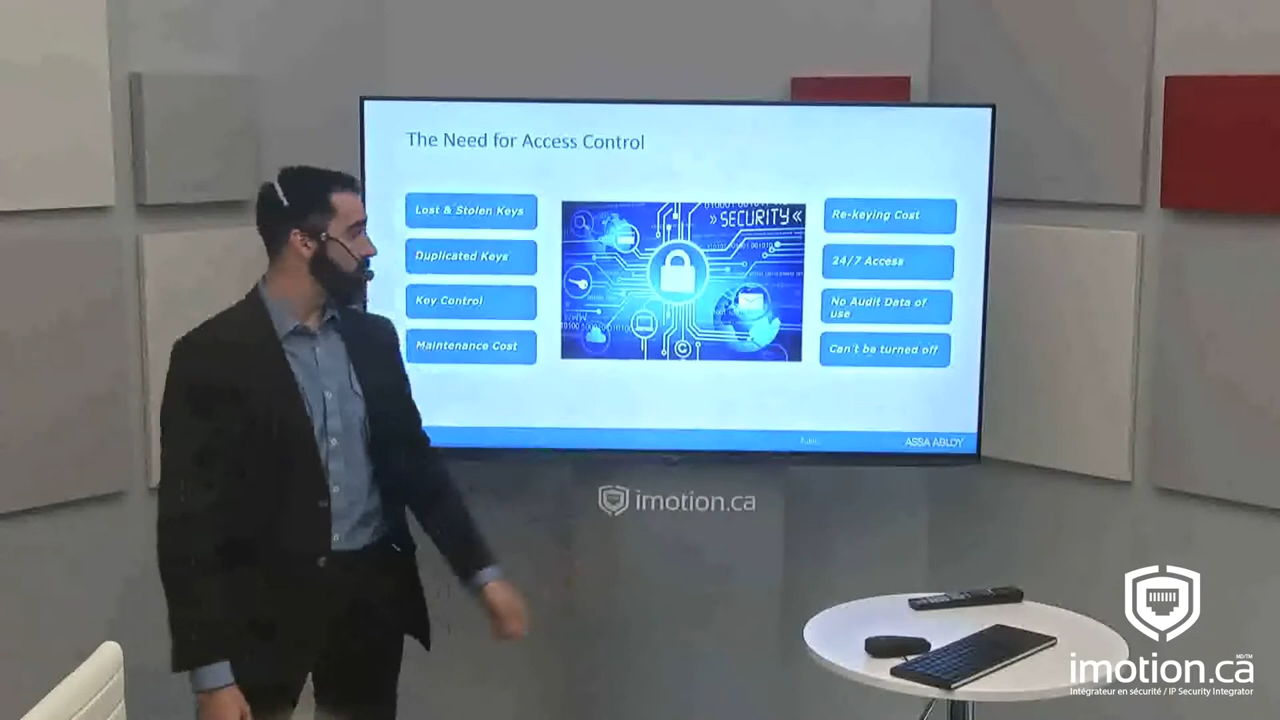 The Need for Access Control
Lost & Stolen Keys
Duplicated Keys
Key Control
Maintenance Cost
»SECURITY«
Re-keying Cost
24/7 Access
No Audit Data of
use
Can't be turned off
ASSA ABLOY
imotion.ca
imotion.ca MD/TM
Intégrateur en sécurité / IP Security Integrator